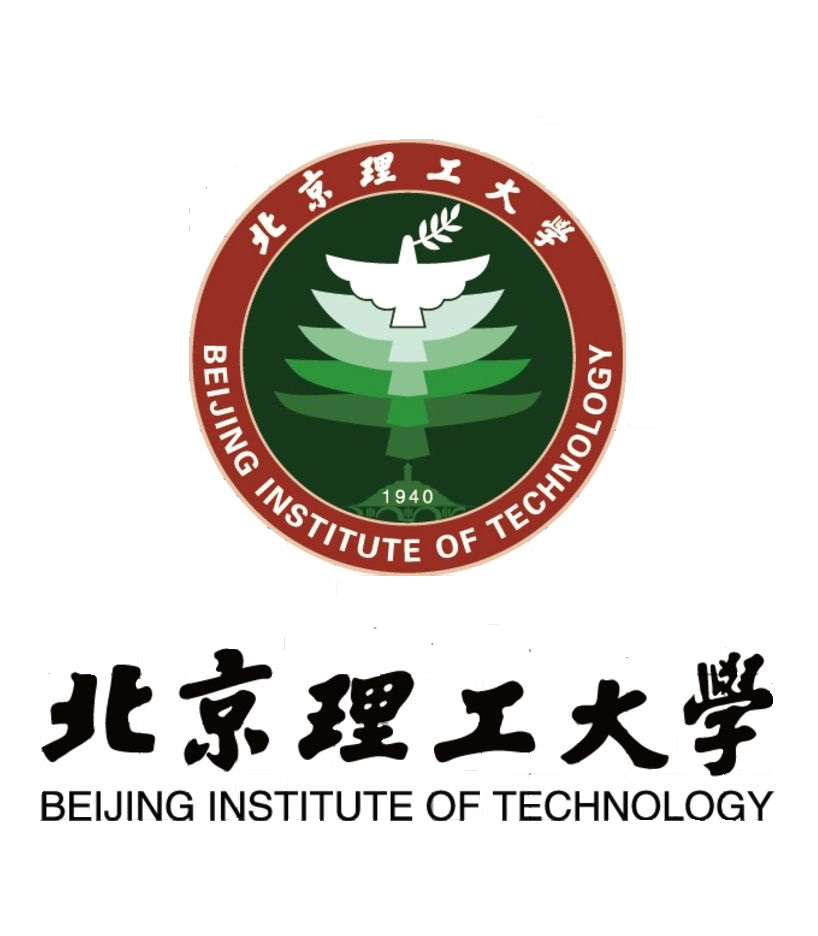 北京理工大學
BEIJING INSTITUTE OF TECHNOLOGY
1940
北京理工大學
BEIJING INSTITUTE OF TECHNOLOGY